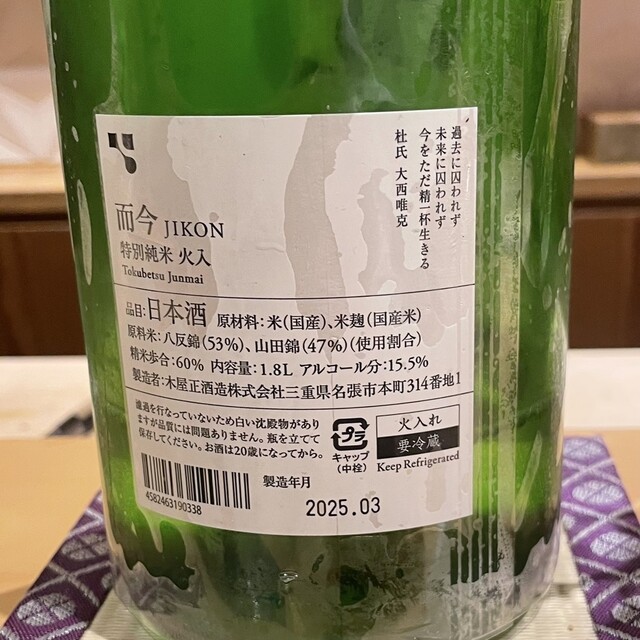 過去に囚われず
未来に囚われず
今をただ精一杯生きる
杜氏 大西唯克
而今 JIKON
特別純米 火入
Tokubetsu Junmai
品目:日本酒 原材料:米(国産)、米麹(国産米)
原料米:八反錦(53%)、山田錦(47%)(使用割合)
精米歩合:60% 内容量:1.8L アルコール分:15.5%
製造者:木屋正酒造株式会社三重県名張市本町314番地1
濾過を行なっていないため白い沈殿物があり
ますが品質には問題ありません。瓶を立てて
保存してください。お酒は20歳になってから。
プラ
キャップ
(中栓)
火入れ
要冷蔵
Keep Refrigerated
4582463190338
製造年月
2025.03